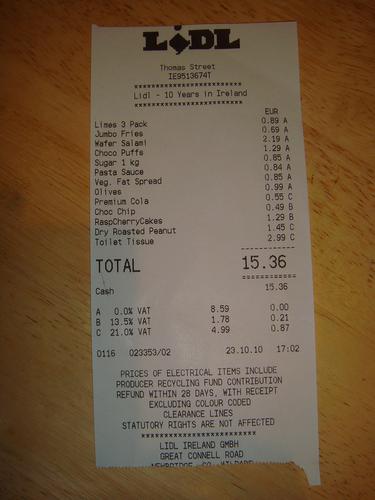 LIDL
Thomas Street
IE9513674T
************************
Lidl - 10 Years in Ireland
************************
EUR
Limes 3 Pack 0.89 A
Jumbo Fries 0.69 A
Wafer Salami 2.19 A
Choco Puffs 1.29 A
Sugar 1 kg 0.85 A
Pasta Sauce 0.84 A
Veg. Fat Spread 0.85 A
Olives 0.99 A
Premium Cola 0.55 C
Choc Chip 0.49 B
RaspCherryCakes 1.29 B
Dry Roasted Peanut 1.45 C
Toilet Tissue 2.99 C
------------
TOTAL 15.36
============
Cash 15.36
A 0.0% VAT 8.59 0.00
B 13.5% VAT 1.78 0.21
C 21.0% VAT 4.99 0.87
0116 023353/02 23.10.10 17:02
PRICES OF ELECTRICAL ITEMS INCLUDE
PRODUCER RECYCLING FUND CONTRIBUTION
REFUND WITHIN 28 DAYS, WITH RECEIPT
EXCLUDING COLOUR CODED
CLEARANCE LINES
STATUTORY RIGHTS ARE NOT AFFECTED
************************
LIDL IRELAND GMBH
GREAT CONNELL ROAD
NEWBRIDGE, CO. KILDARE